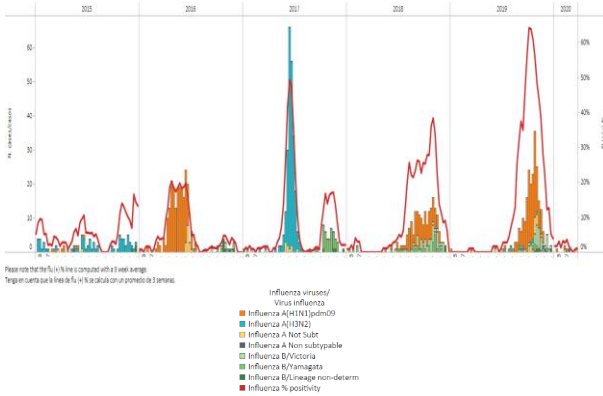 2015 2016 2017 2018 2019 2020
60
50
40
30
20
10
0
N. cases/casos
60%
50%
40%
30%
20%
10%
0%
Please note that the flu (+) % line is computed with a 3 week average.
Tenga en cuenta que la línea de flu (+) % se calcula con un promedio de 3 semanas.
Influenza viruses/
Virus influenza
Influenza A(H1N1)pdm09
Influenza A(H3N2)
Influenza A Not Subt
Influenza A Non subtypable
Influenza B/Victoria
Influenza B/Yamagata
Influenza B/Lineage non-determ
Influenza % positivity